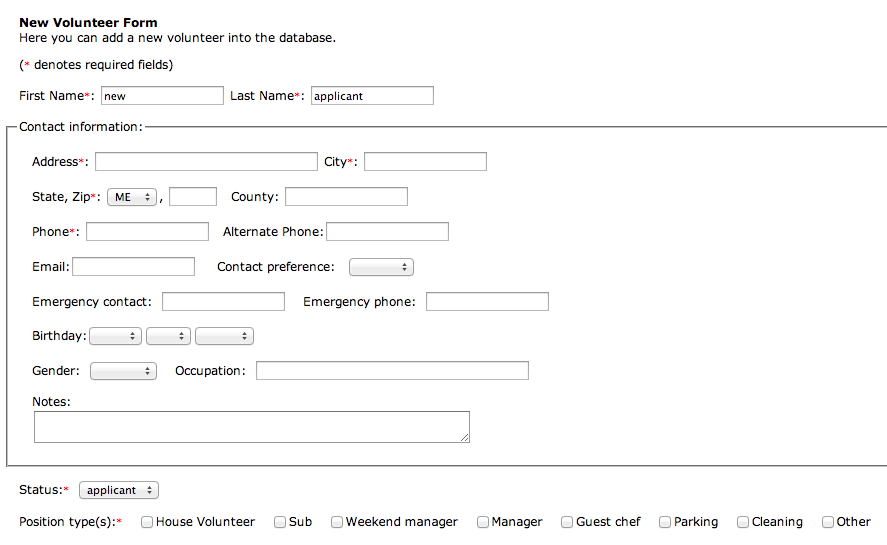 New Volunteer Form
Here you can add a new volunteer into the database.
(* denotes required fields)
First Name*: new Last Name*: applicant
Contact information:
Address*: City*:
State, Zip*: ME , County:
Phone*: Alternate Phone:
Email: Contact preference:
Emergency contact: Emergency phone:
Birthday:
Gender: Occupation:
Notes:
Status:* applicant
Position type(s):* House Volunteer Sub Weekend manager Manager Guest chef Parking Cleaning Other